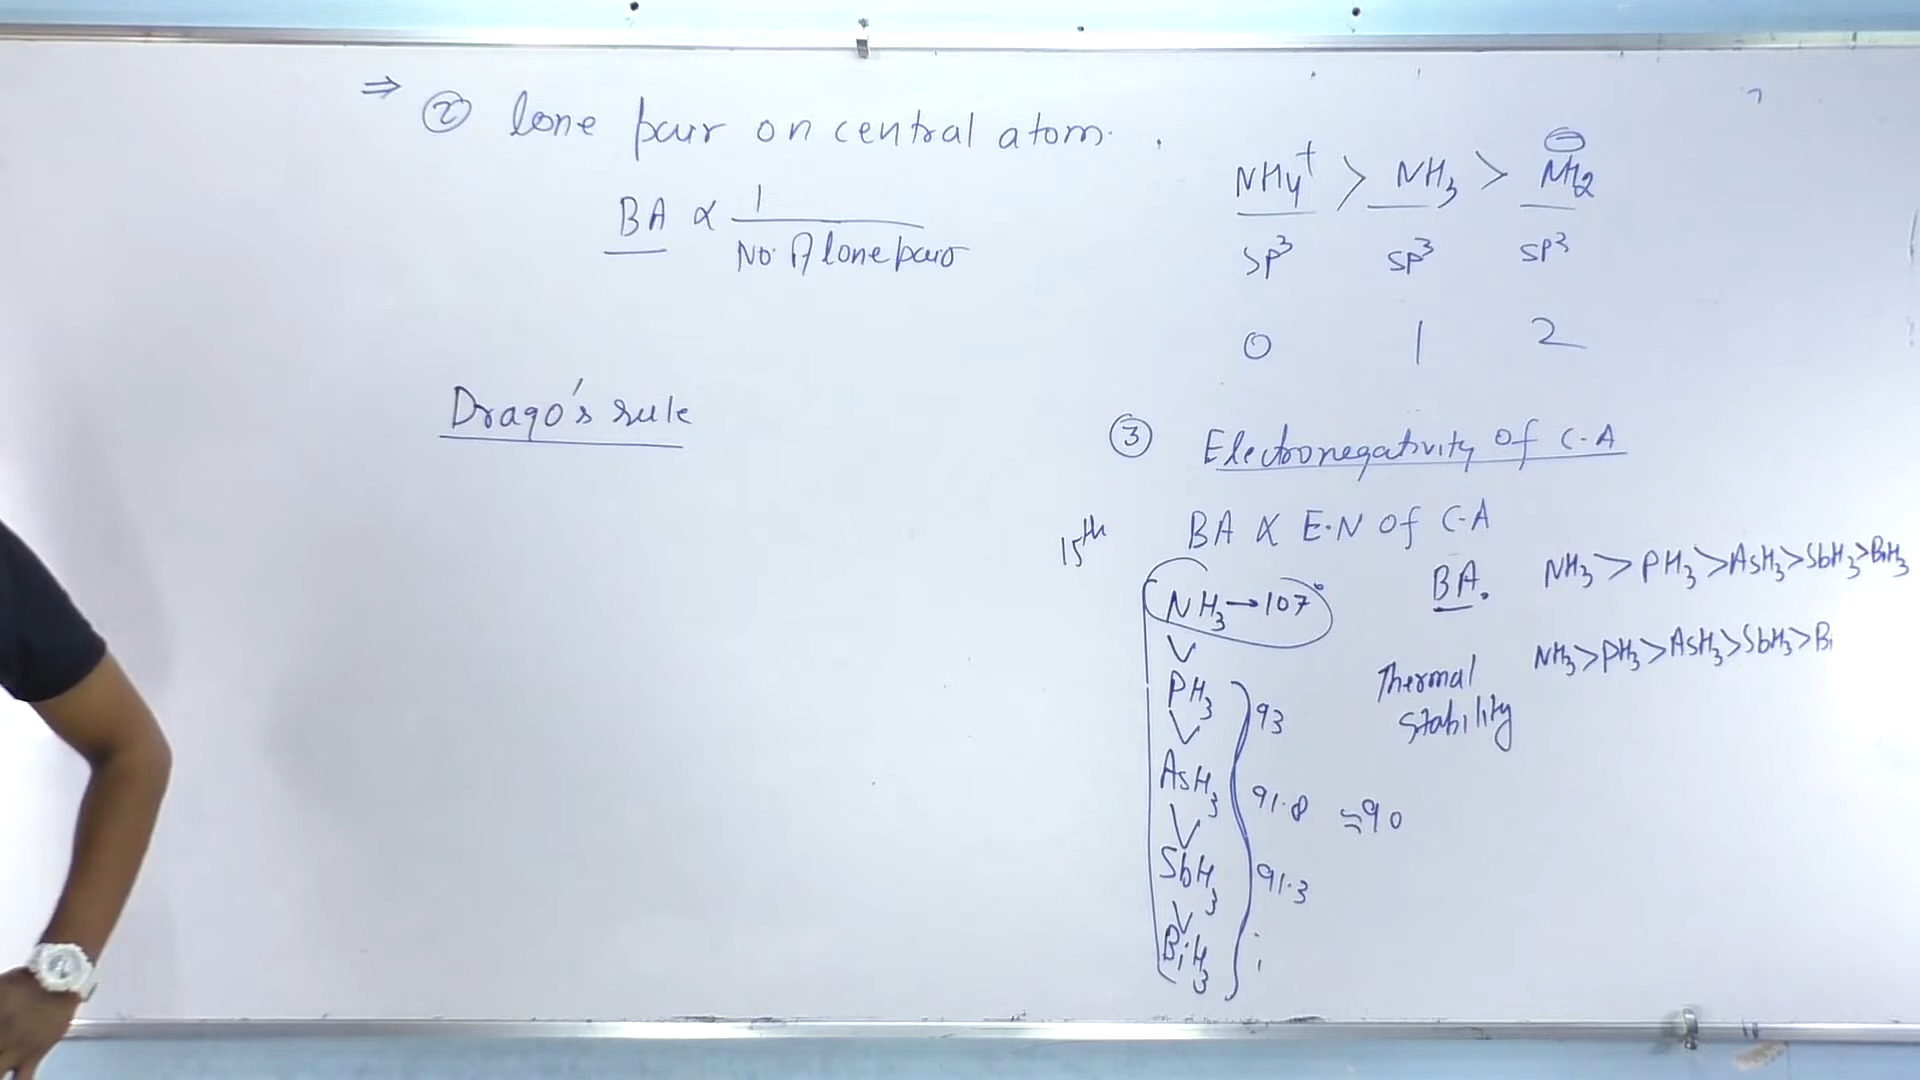 ⇒ ② lone pair on central atom.
BA ∝ 1 / No. of lone pair
NH4+ > NH3 > NH2 ⊖
sp³ sp³ sp³
0 1 2
Drago's rule
③ Electronegativity of C.A
BA ∝ E.N of C.A
15th
NH3 → 107°
∨
PH3 93
∨
AsH3 91.8 ≈90
∨
SbH3 91.3
∨
BiH3
BA. NH3 > PH3 > AsH3 > SbH3 > BiH3
Thermal stability NH3 > PH3 > AsH3 > SbH3 > Bi